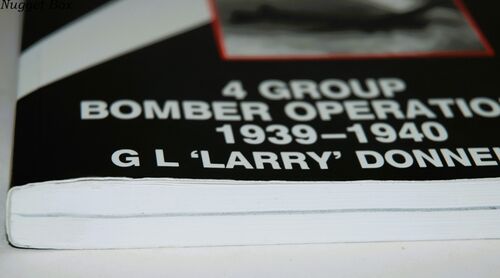 Nugget Box
4 GROUP
BOMBER OPERATIO
1939–1940
G L ‘LARRY’ DONNE